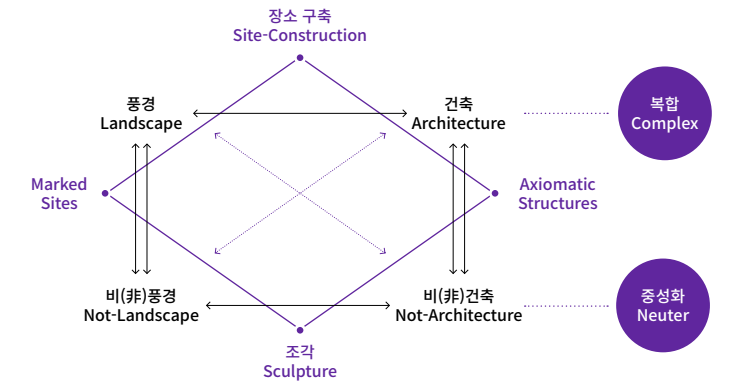 장소 구축
Site-Construction
풍경
Landscape
건축
Architecture
복합
Complex
Marked
Sites
Axiomatic
Structures
비(非)풍경
Not-Landscape
비(非)건축
Not-Architecture
중성화
Neuter
조각
Sculpture